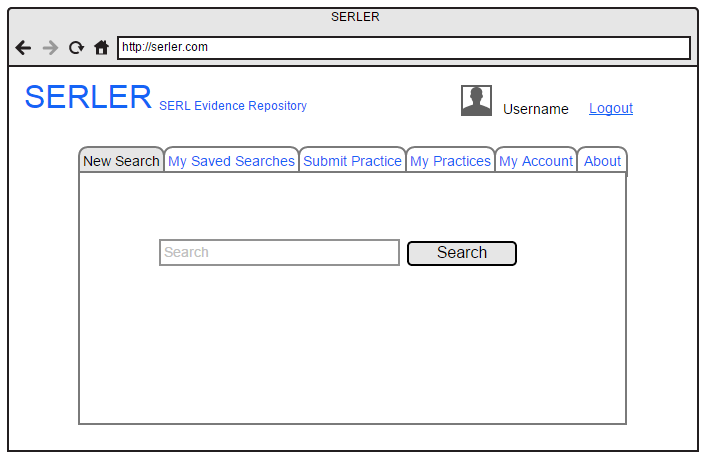 SERLER
http://serler.com
SERLER SERL Evidence Repository
Username Logout
New Search My Saved Searches Submit Practice My Practices My Account About
Search Search